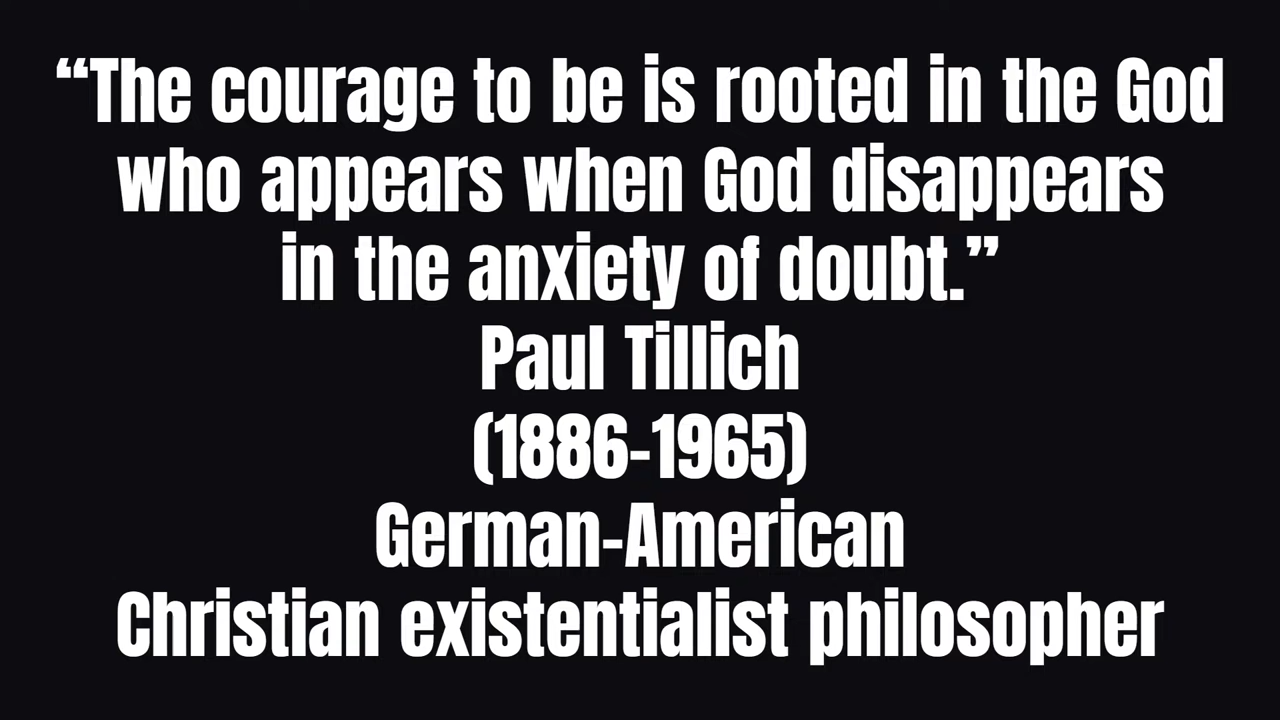 “The courage to be is rooted in the God
who appears when God disappears
in the anxiety of doubt.”
Paul Tillich
(1886-1965)
German-American
Christian existentialist philosopher